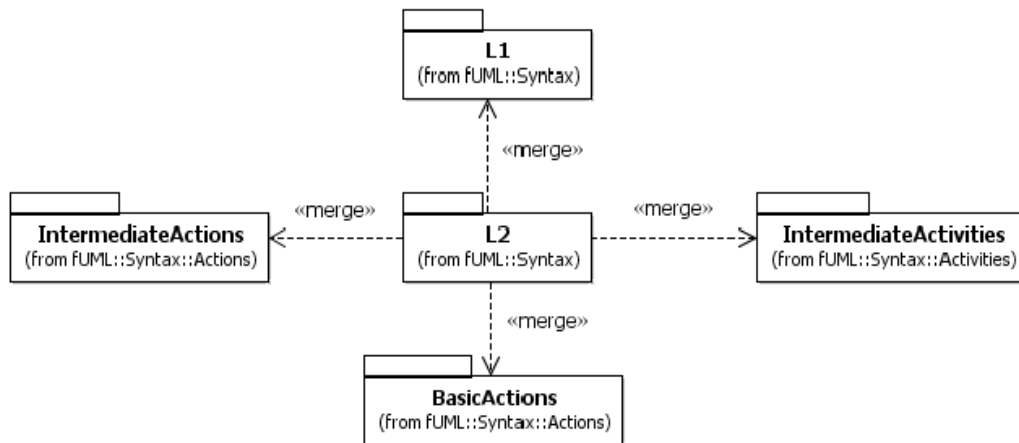 L1
(from fUML::Syntax)
«merge»
«merge»
«merge»
IntermediateActions
(from fUML::Syntax::Actions)
L2
(from fUML::Syntax)
IntermediateActivities
(from fUML::Syntax::Activities)
«merge»
BasicActions
(from fUML::Syntax::Actions)